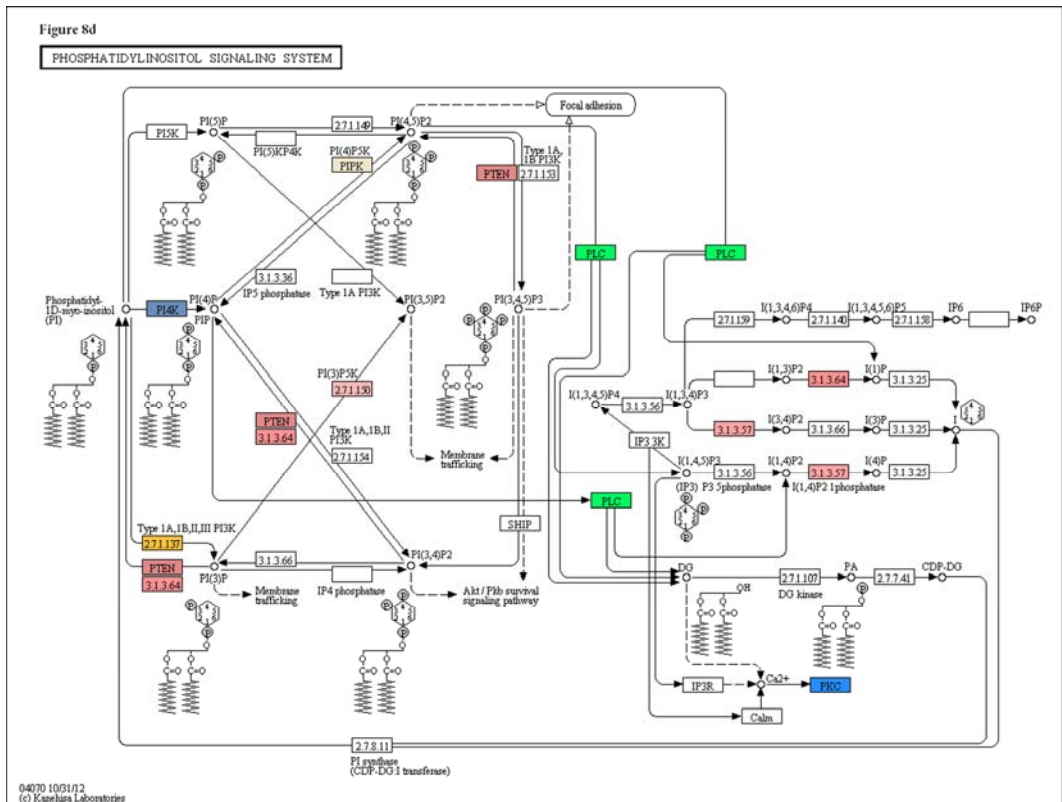 Figure 8d
PHOSPHATIDYLINOSITOL SIGNALING SYSTEM
Focal adhesion
PI(5)P
2.7.1.149
PI(4,5)P2
PI5K
PI(5)KP4K
PI(4)P5K
PIPK
Type 1A,
1B PI3K
PTEN
2.7.1.153
PLC
PLC
3.1.3.36
IP5 phosphatase
Type 1A PI3K
Phosphatidyl-
1D-myo-inositol
(PI)
PI4K
PI(4)P
PIP
PI(3,5)P2
PI(3,4,5)P3
I(1,3,4,6)P4
I(1,3,4,5,6)P5
IP6
IP6P
2.7.1.159
2.7.1.140
2.7.1.158
PI(3)P5K
2.7.1.150
I(1,3)P2
I(1)P
3.1.3.64
3.1.3.25
I(1,3,4,5)P4
I(1,3,4)P3
3.1.3.56
I(3,4)P2
I(3)P
I
3.1.3.57
3.1.3.66
3.1.3.25
PTEN
3.1.3.64
Type 1A,1B,II
PI3K
2.7.1.154
Membrane
trafficking
IP3 3K
I(1,4,5)P3
I(1,4)P2
I(4)P
3.1.3.56
3.1.3.57
3.1.3.25
(IP3)
P3 5phosphatase
I(1,4)P2 1phosphatase
PLC
SHIP
Type 1A,1B,II,III PI3K
2.7.1.137
PTEN
3.1.3.64
PI(3)P
3.1.3.66
IP4 phosphatase
PI(3,4)P2
Membrane
trafficking
Akt / Pkb survival
signaling pathway
DG
2.7.1.107
DG kinase
PA
2.7.7.41
CDP-DG
OH
IP3R
Ca2+
PKC
Calm
2.7.8.11
PI synthase
(CDP-DG:I transferase)
04070 10/31/12
(c) Kanehisa Laboratories